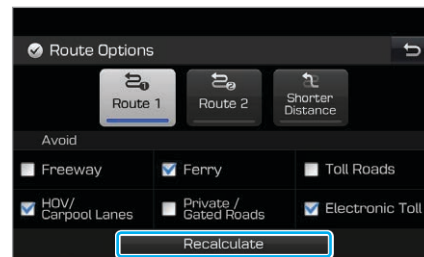 Route Options
Route 1
Route 2
Shorter
Distance
Avoid
Freeway
Ferry
Toll Roads
HOV/
Carpool Lanes
Private /
Gated Roads
Electronic Toll
Recalculate